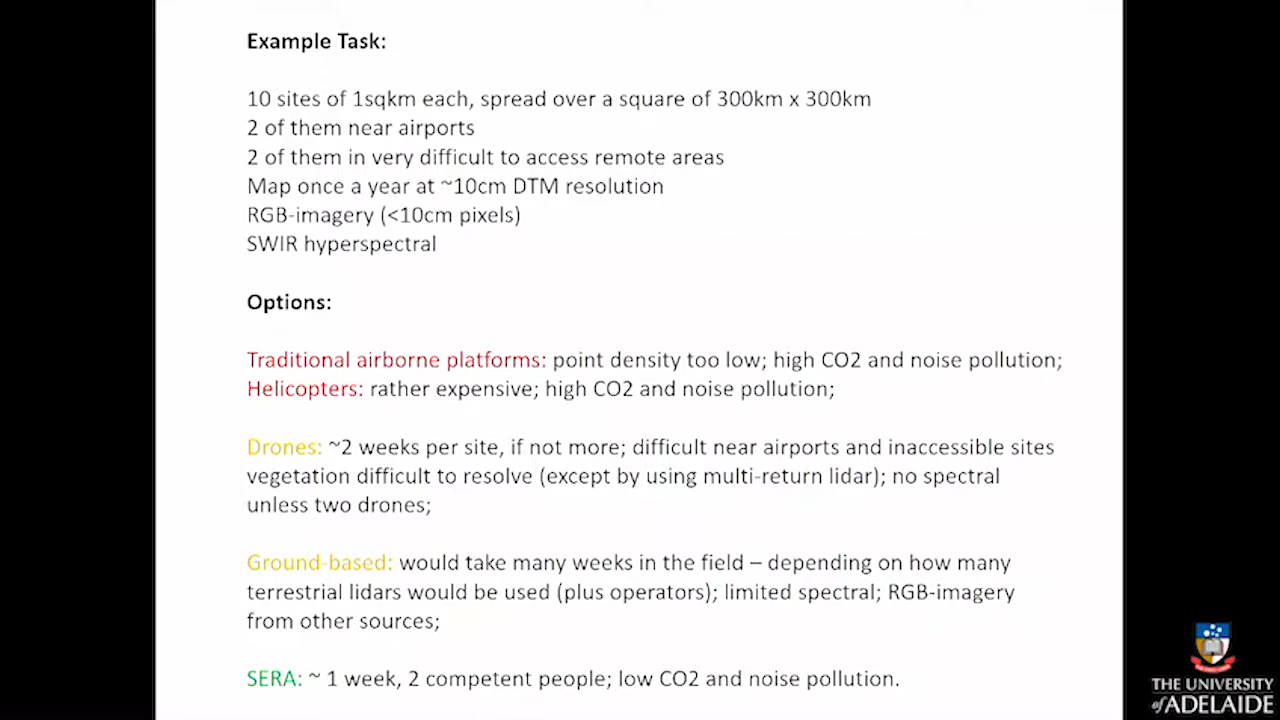 Example Task:
10 sites of 1sqkm each, spread over a square of 300km x 300km
2 of them near airports
2 of them in very difficult to access remote areas
Map once a year at ~10cm DTM resolution
RGB-imagery (<10cm pixels)
SWIR hyperspectral
Options:
Traditional airborne platforms: point density too low; high CO2 and noise pollution;
Helicopters: rather expensive; high CO2 and noise pollution;
Drones: ~2 weeks per site, if not more; difficult near airports and inaccessible sites
vegetation difficult to resolve (except by using multi-return lidar); no spectral
unless two drones;
Ground-based: would take many weeks in the field – depending on how many
terrestrial lidars would be used (plus operators); limited spectral; RGB-imagery
from other sources;
SERA: ~ 1 week, 2 competent people; low CO2 and noise pollution.
THE UNIVERSITY
of ADELAIDE